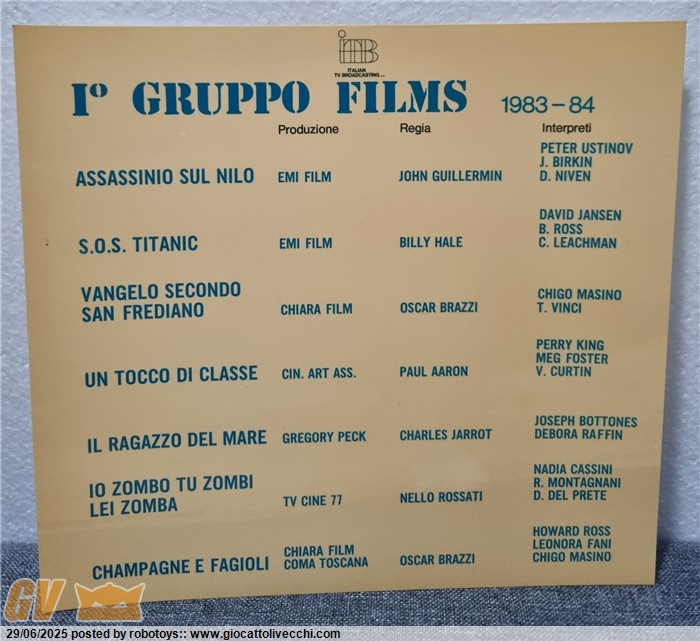 ITB
ITALIAN
TV BROADCASTING
Iº GRUPPO FILMS 1983-84
Produzione Regia Interpreti
ASSASSINIO SUL NILO EMI FILM JOHN GUILLERMIN PETER USTINOV
J. BIRKIN
D. NIVEN
S.O.S. TITANIC EMI FILM BILLY HALE DAVID JANSEN
B. ROSS
C. LEACHMAN
VANGELO SECONDO
SAN FREDIANO CHIARA FILM OSCAR BRAZZI CHIGO MASINO
T. VINCI
UN TOCCO DI CLASSE CIN. ART ASS. PAUL AARON PERRY KING
MEG FOSTER
V. CURTIN
IL RAGAZZO DEL MARE GREGORY PECK CHARLES JARROT JOSEPH BOTTONES
DEBORA RAFFIN
IO ZOMBO TU ZOMBI
LEI ZOMBA TV CINE 77 NELLO ROSSATI NADIA CASSINI
R. MONTAGNANI
D. DEL PRETE
CHAMPAGNE E FAGIOLI CHIARA FILM
COMA TOSCANA OSCAR BRAZZI HOWARD ROSS
LEONORA FANI
CHIGO MASINO
GV
29/06/2025 posted by robotoys:: www.giocattolivecchi.com